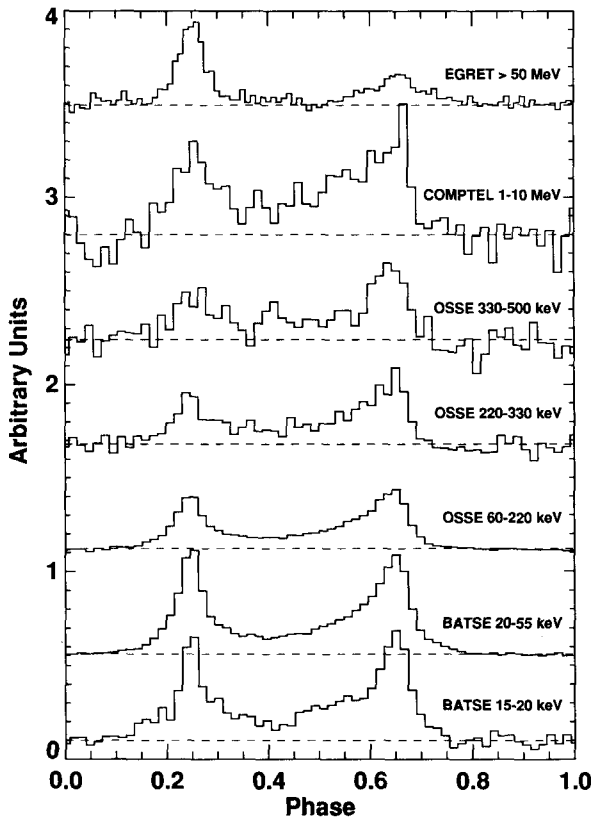 4
EGRET > 50 MeV
COMPTEL 1-10 MeV
3
OSSE 330-500 keV
2
OSSE 220-330 keV
OSSE 60-220 keV
1
BATSE 20-55 keV
BATSE 15-20 keV
0
Arbitrary Units
0.0 0.2 0.4 0.6 0.8 1.0
Phase